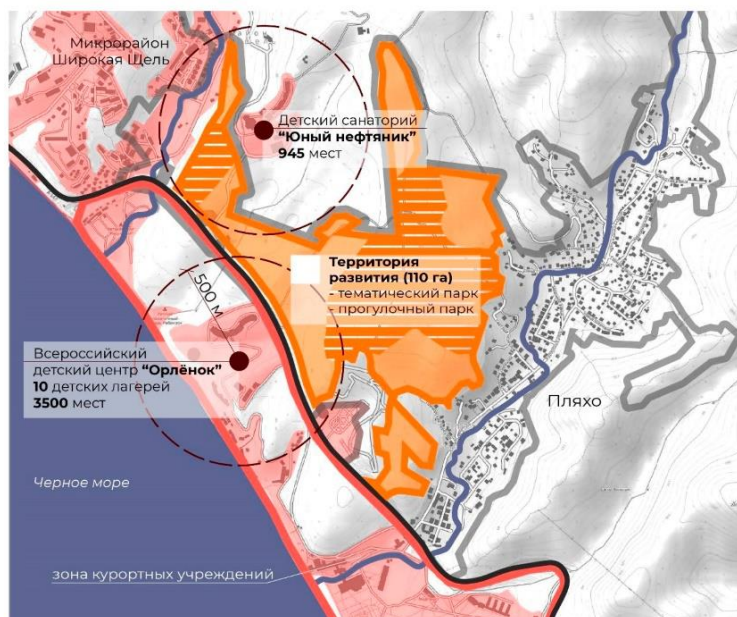 Микрорайон
Широкая Щель
Детский санаторий
“Юный нефтяник”
945 мест
Территория
развития (110 га)
- тематический парк
- прогулочный парк
500 м
Всероссийский
детский центр “Орлёнок”
10 детских лагерей
3500 мест
Пляхо
Черное море
зона курортных учреждений